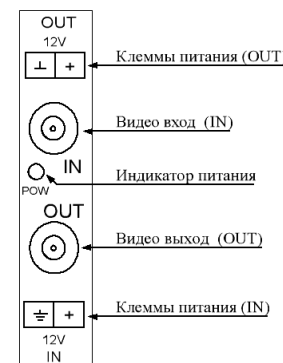 OUT
12V
⊥ +
Клеммы питания (OUT
Видео вход (IN)
IN
Индикатор питания
POW
OUT
Видео выход (OUT)
Клеммы питания (IN)
+
12V
IN